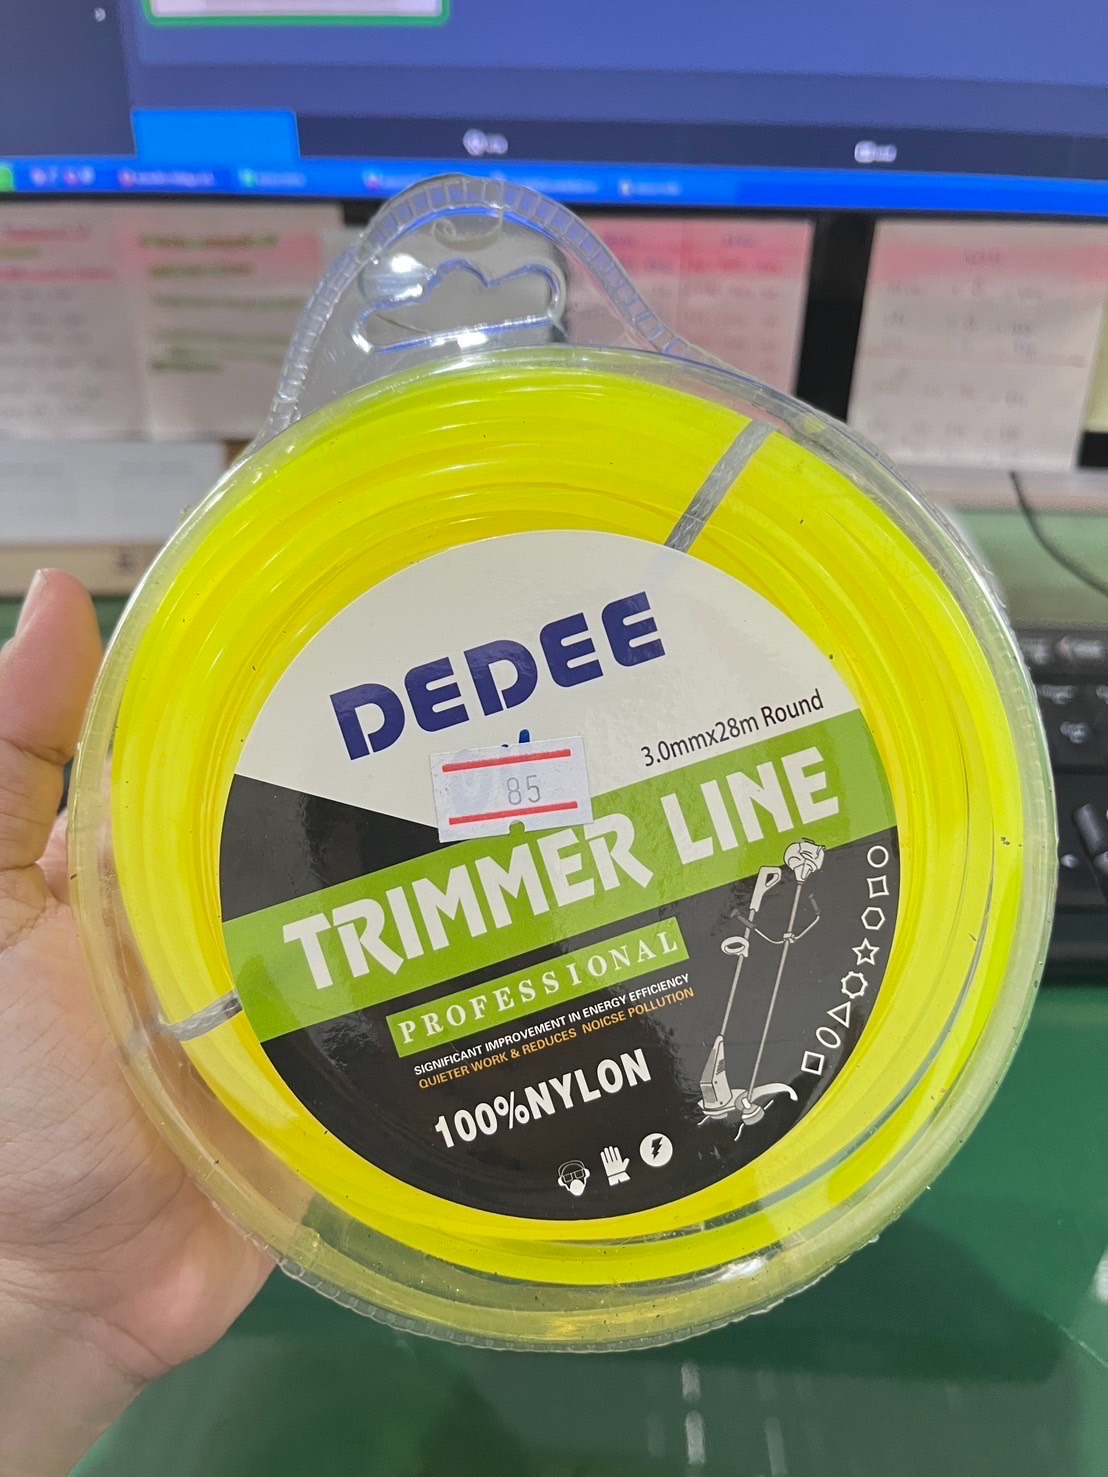 DEDEE
3.0mmx28m Round
85
TRIMMER LINE
PROFESSIONAL
SIGNIFICANT IMPROVEMENT IN ENERGY EFFICIENCY
QUIETER WORK & REDUCES NOICSE POLLUTION
100%NYLON